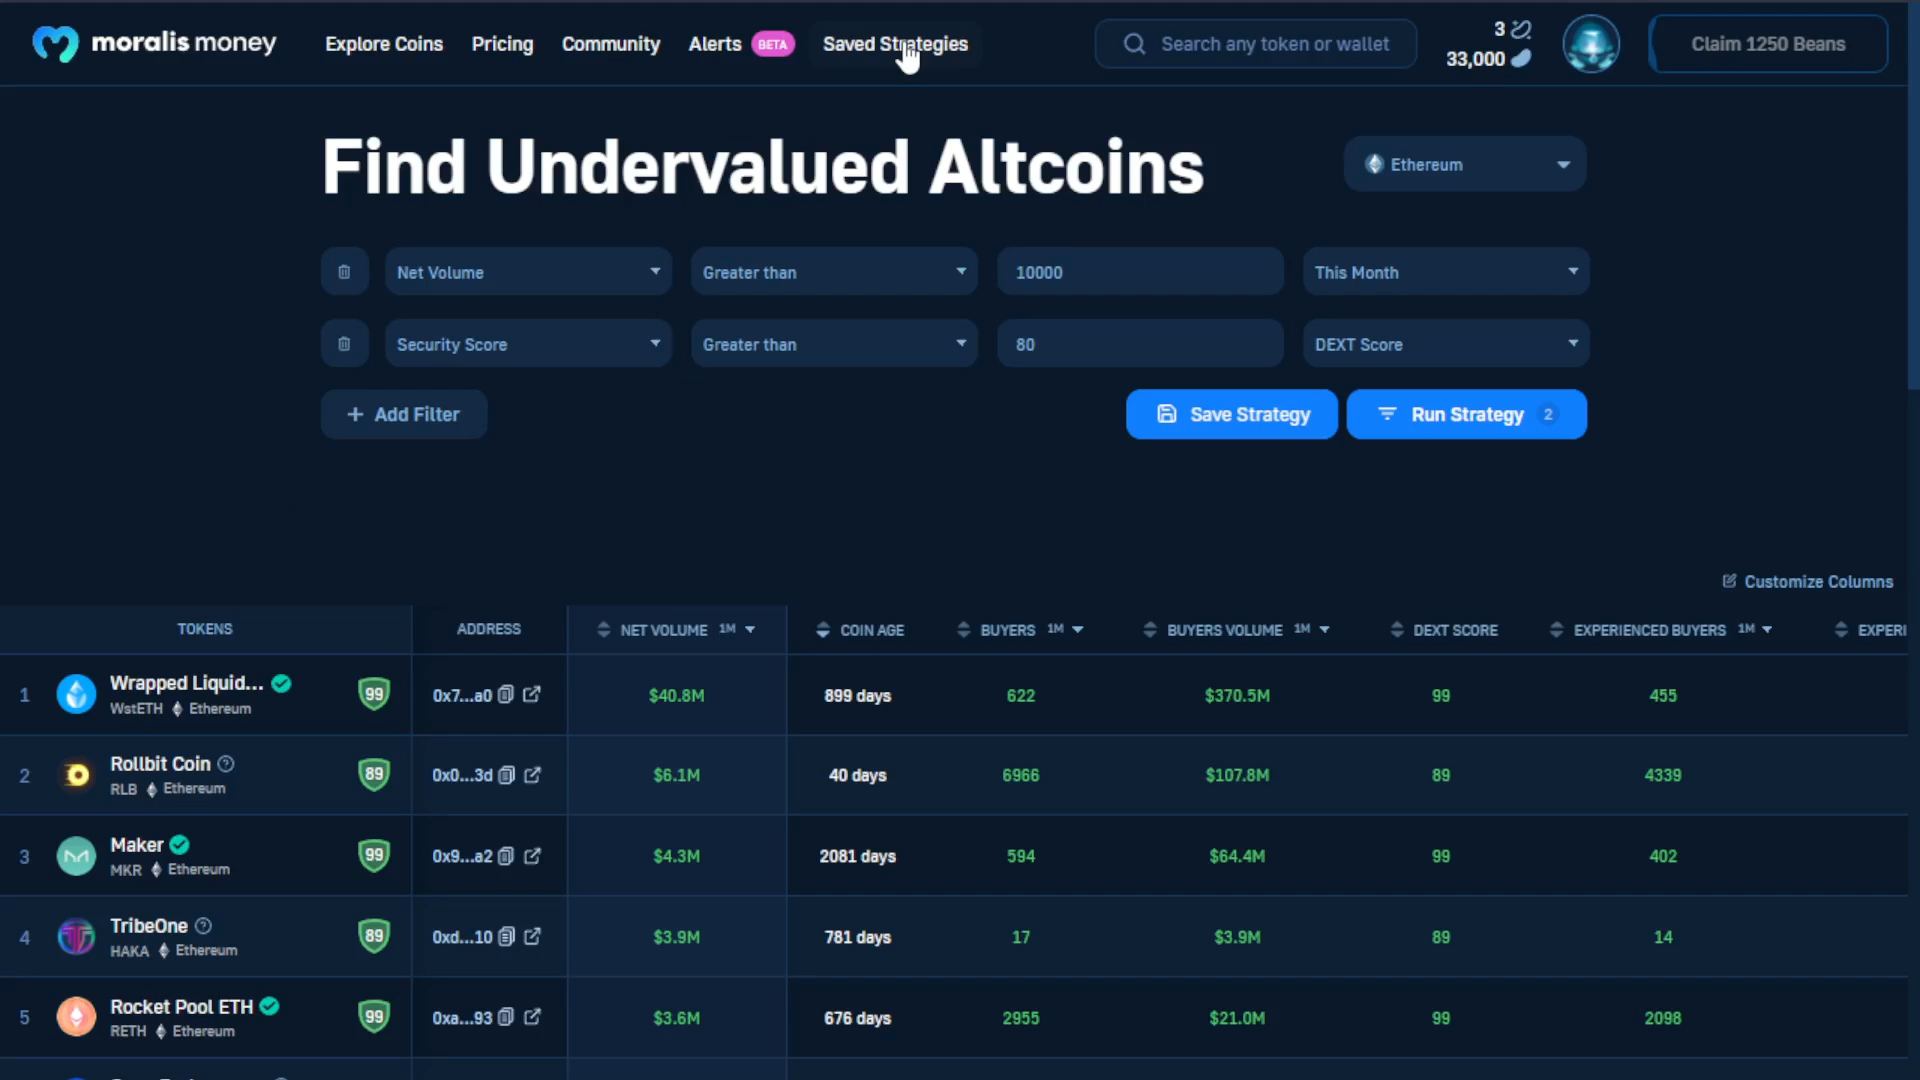 moralis money
Explore Coins
Pricing
Community
Alerts BETA
Saved Strategies
Search any token or wallet
3
33,000
Claim 1250 Beans
Find Undervalued Altcoins
Ethereum
Net Volume Greater than 10000 This Month
Security Score Greater than 80 DEXT Score
+ Add Filter
Save Strategy
Run Strategy 2
Customize Columns
TOKENS ADDRESS NET VOLUME 1M COIN AGE BUYERS 1M BUYERS VOLUME 1M DEXT SCORE EXPERIENCED BUYERS 1M EXPERI
1 Wrapped Liquid... 99 0x7...a0 $40.8M 899 days 622 $370.5M 99 455
WstETH Ethereum
2 Rollbit Coin 89 0x0...3d $6.1M 40 days 6966 $107.8M 89 4339
RLB Ethereum
3 Maker 99 0x9...a2 $4.3M 2081 days 594 $64.4M 99 402
MKR Ethereum
4 TribeOne 89 0xd...10 $3.9M 781 days 17 $3.9M 89 14
HAKA Ethereum
5 Rocket Pool ETH 99 0xa...93 $3.6M 676 days 2955 $21.0M 99 2098
RETH Ethereum